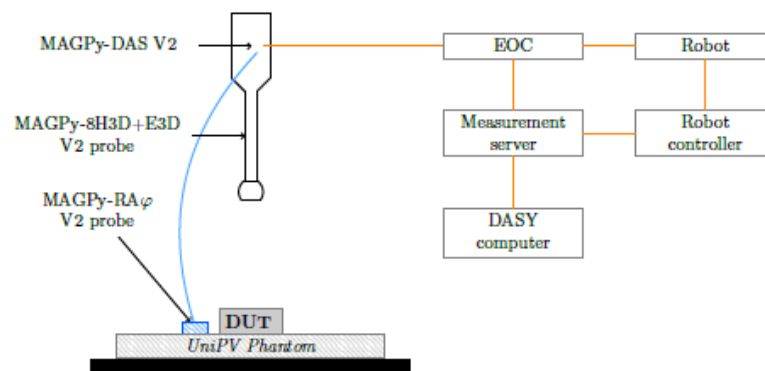 MAGPy-DAS V2
EOC
Robot
MAGPy-8H3D+E3D
V2 probe
Measurement
server
Robot
controller
MAGPy-RAφ
V2 probe
DASY
computer
DUT
UniPV Phantom